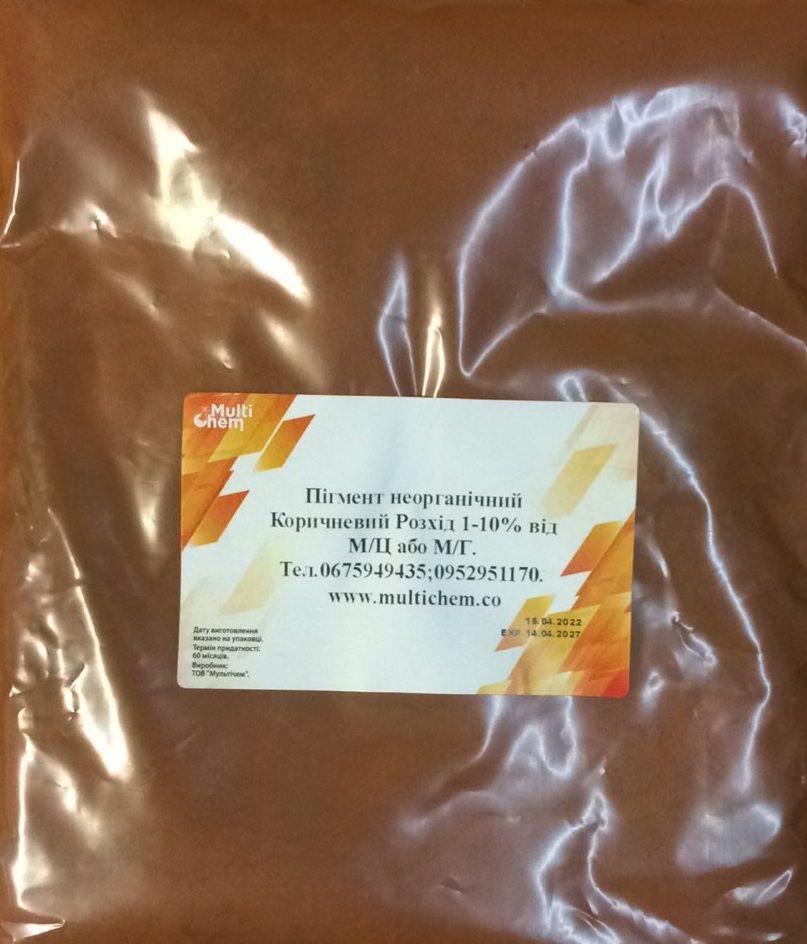 Multi
Chem
Пігмент неорганічний
Коричневий Розхід 1-10% від
М/Ц або М/Г.
Тел.0675949435;0952951170.
www.multichem.co
15.04.2022
EXP 14.04.2027
Дату виготовлення
вказано на упаковці.
Термін придатності:
60 місяців.
Виробник:
ТОВ "Мультічем".